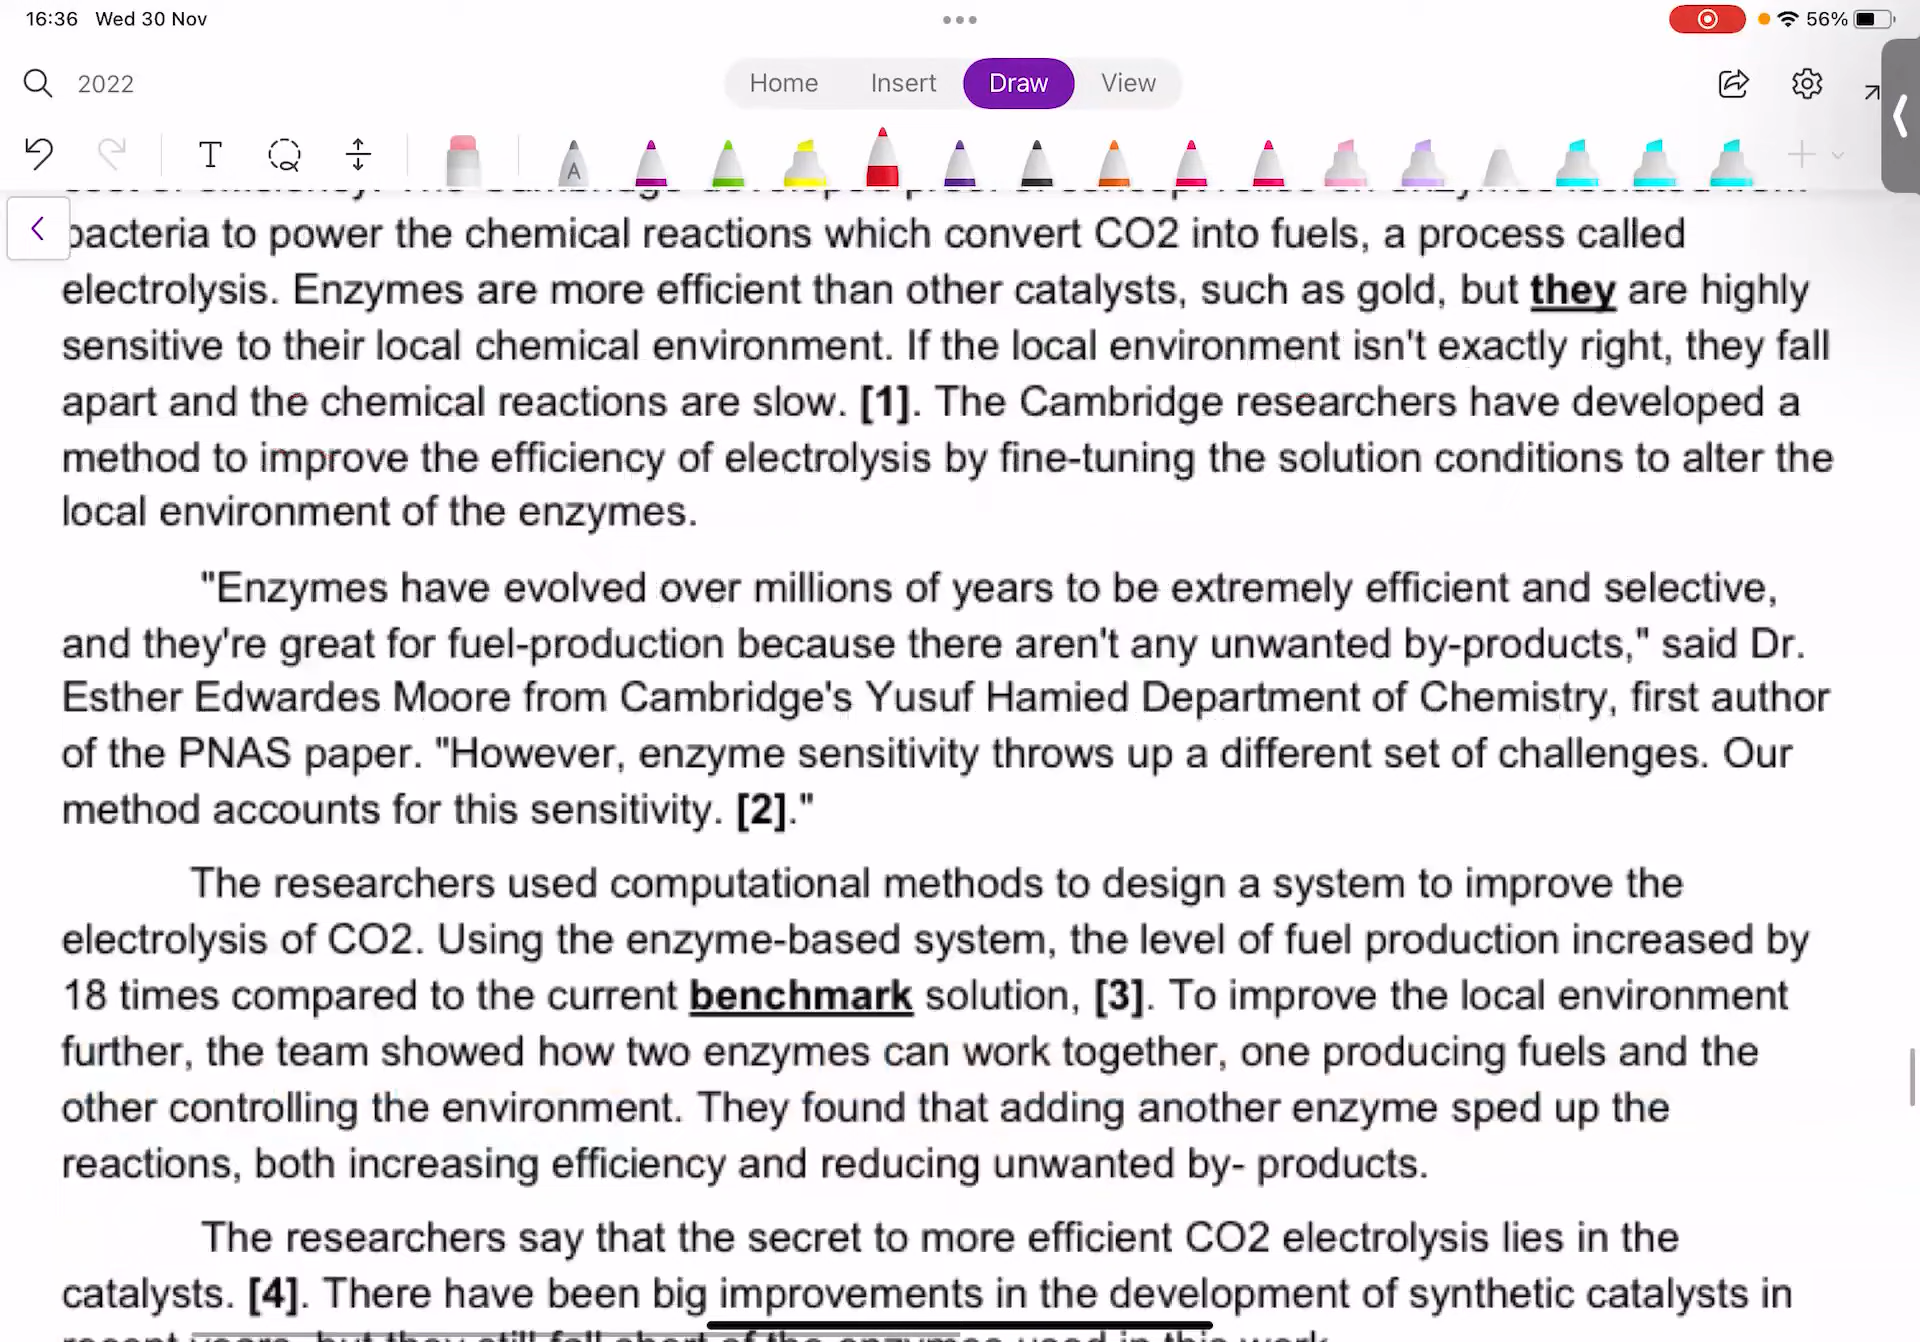 16:36 Wed 30 Nov
56%
2022
Home Insert Draw View
T
A
bacteria to power the chemical reactions which convert CO2 into fuels, a process called
electrolysis. Enzymes are more efficient than other catalysts, such as gold, but they are highly
sensitive to their local chemical environment. If the local environment isn't exactly right, they fall
apart and the chemical reactions are slow. [1]. The Cambridge researchers have developed a
method to improve the efficiency of electrolysis by fine-tuning the solution conditions to alter the
local environment of the enzymes.
"Enzymes have evolved over millions of years to be extremely efficient and selective,
and they're great for fuel-production because there aren't any unwanted by-products," said Dr.
Esther Edwardes Moore from Cambridge's Yusuf Hamied Department of Chemistry, first author
of the PNAS paper. "However, enzyme sensitivity throws up a different set of challenges. Our
method accounts for this sensitivity. [2]."
The researchers used computational methods to design a system to improve the
electrolysis of CO2. Using the enzyme-based system, the level of fuel production increased by
18 times compared to the current benchmark solution, [3]. To improve the local environment
further, the team showed how two enzymes can work together, one producing fuels and the
other controlling the environment. They found that adding another enzyme sped up the
reactions, both increasing efficiency and reducing unwanted by- products.
The researchers say that the secret to more efficient CO2 electrolysis lies in the
catalysts. [4]. There have been big improvements in the development of synthetic catalysts in